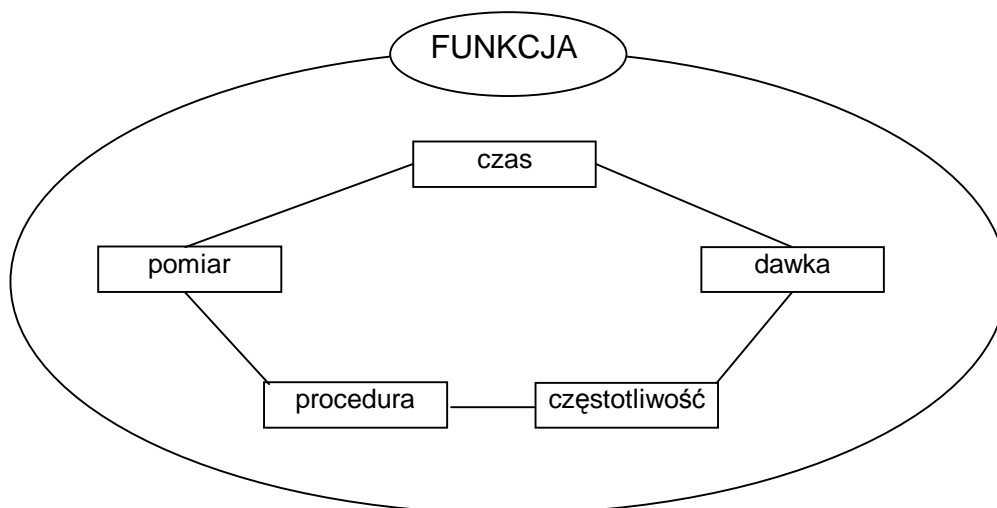 FUNKCJA
czas
pomiar
dawka
procedura
częstotliwość